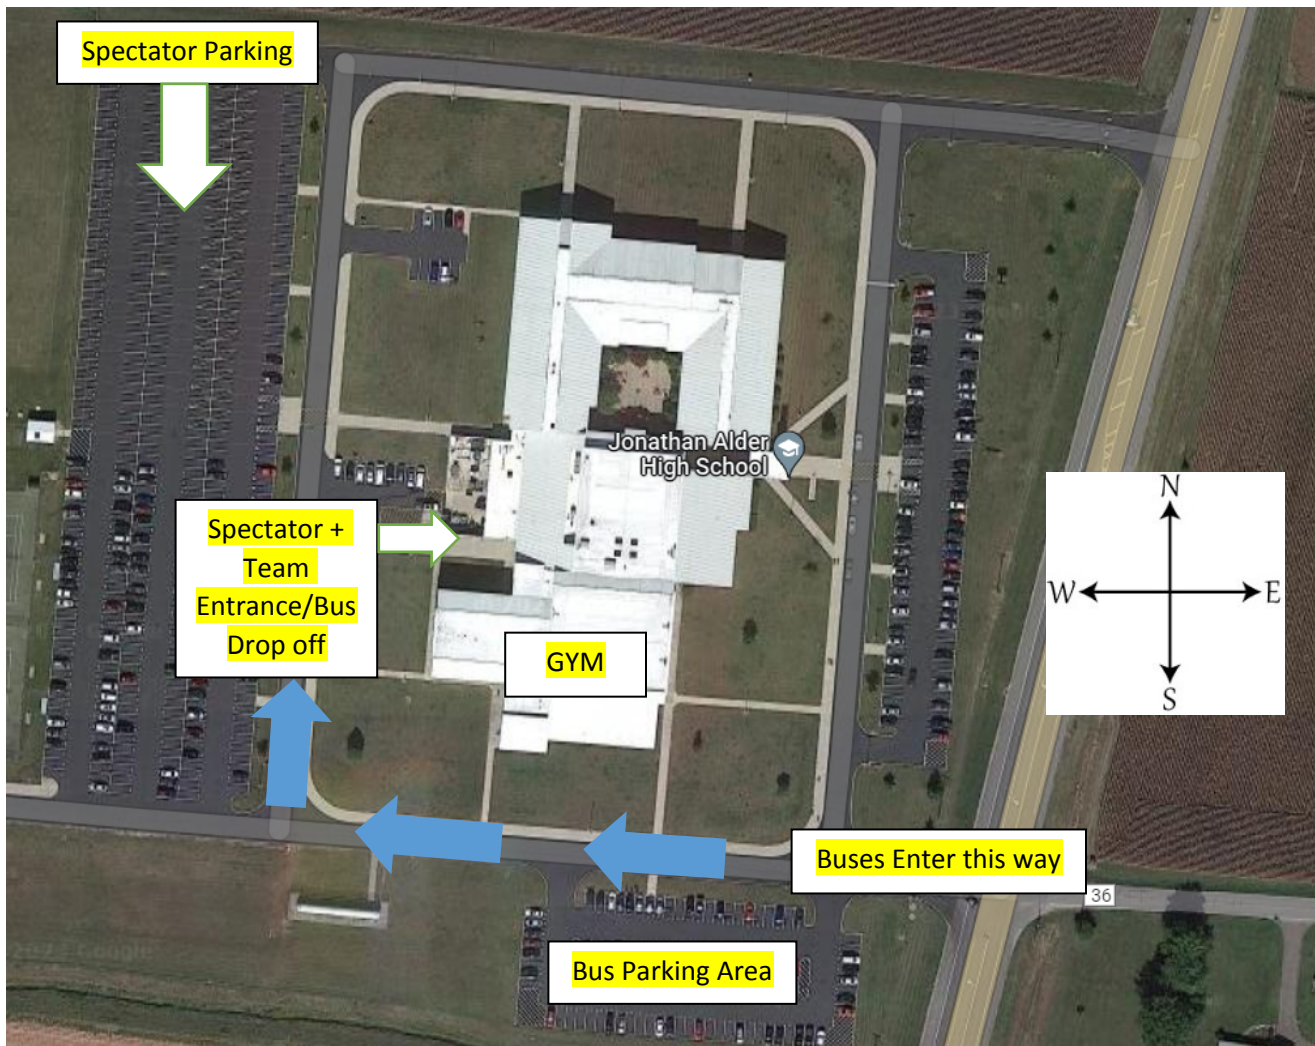 Spectator Parking
Jonathan Alder
High School
N
W
E
S
Spectator +
Team
Entrance/Bus
Drop off
GYM
Buses Enter this way
36
Bus Parking Area